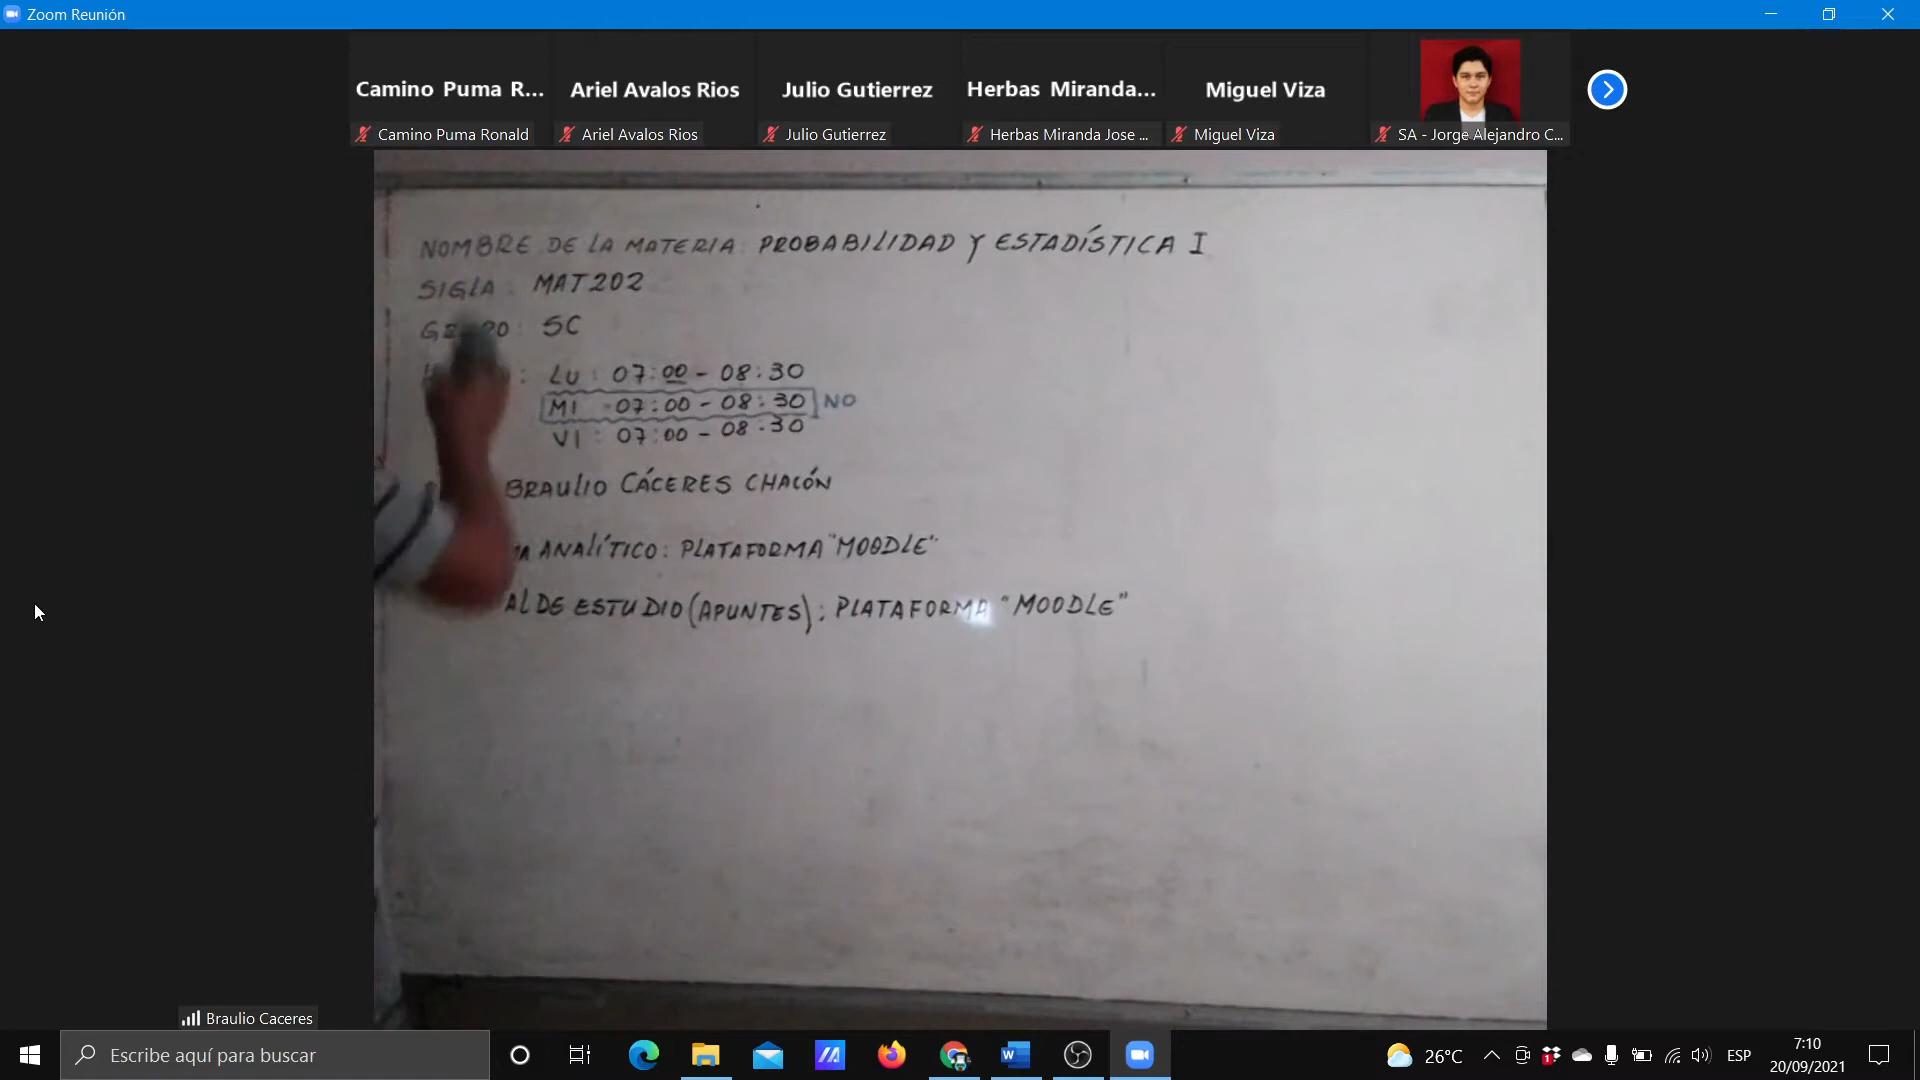 Zoom Reunión
Camino Puma R... Ariel Avalos Rios Julio Gutierrez Herbas Miranda... Miguel Viza
Camino Puma Ronald Ariel Avalos Rios Julio Gutierrez Herbas Miranda Jose ... Miguel Viza SA - Jorge Alejandro C...
NOMBRE DE LA MATERIA: PROBABILIDAD Y ESTADÍSTICA I
SIGLA: MAT202
SC
: LU: 07:00 - 08:30
MI 07:00 - 08:30 NO
VI: 07:00 - 08:30
BRAULIO CÁCERES CHACÓN
ANALÍTICO: PLATAFORMA "MOODLE"
DE ESTUDIO (APUNTES): PLATAFORMA "MOODLE"
Braulio Caceres
Escribe aquí para buscar
26°C
ESP
7:10
20/09/2021